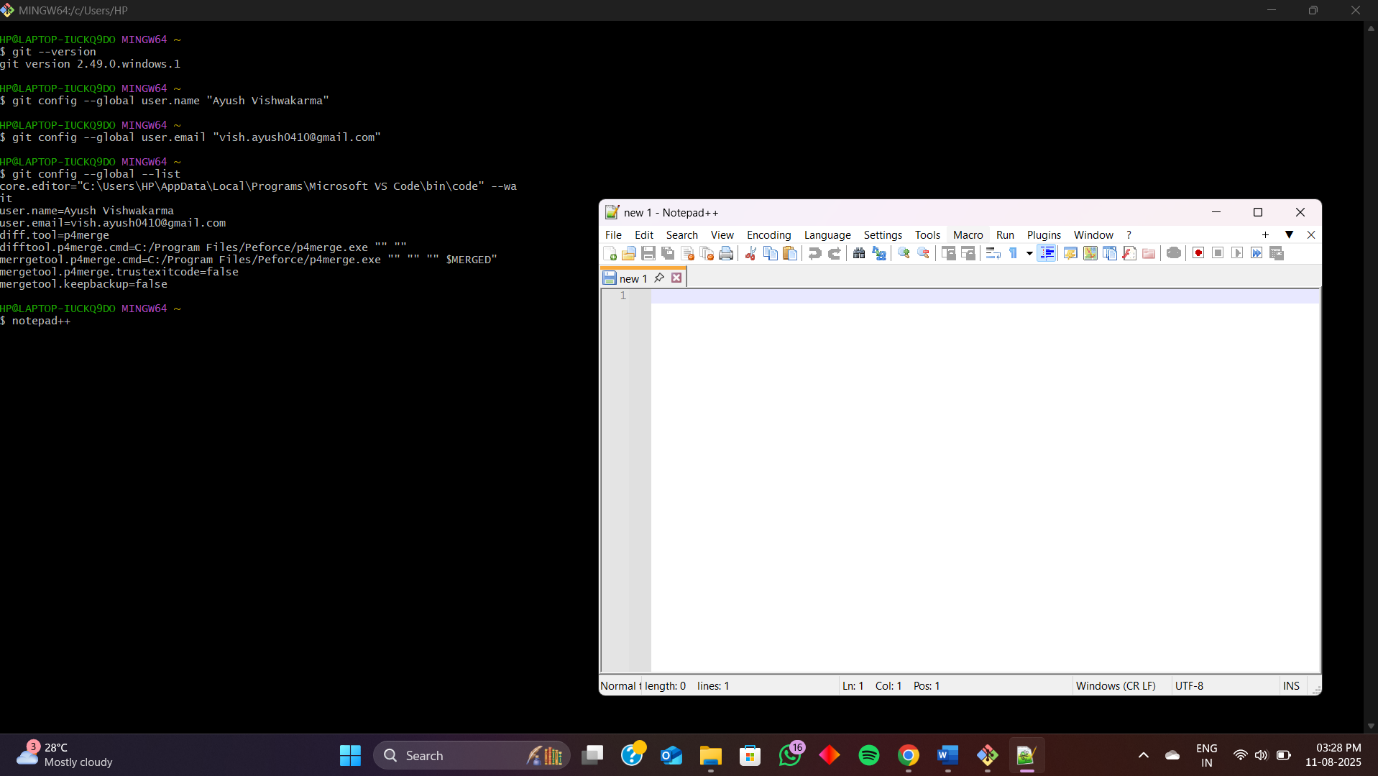 MINGW64:/c/Users/HP
HP@LAPTOP-IUCKQ9DO MINGW64 ~
$ git --version
git version 2.49.0.windows.1
HP@LAPTOP-IUCKQ9DO MINGW64 ~
$ git config --global user.name "Ayush Vishwakarma"
HP@LAPTOP-IUCKQ9DO MINGW64 ~
$ git config --global user.email "vish.ayush0410@gmail.com"
HP@LAPTOP-IUCKQ9DO MINGW64 ~
$ git config --global --list
core.editor="C:\Users\HP\AppData\Local\Programs\Microsoft VS Code\bin\code" --wa
it
user.name=Ayush Vishwakarma
user.email=vish.ayush0410@gmail.com
diff.tool=p4merge
difftool.p4merge.cmd=C:/Program Files/Peforce/p4merge.exe "" ""
merrgetool.p4merge.cmd=C:/Program Files/Peforce/p4merge.exe "" "" "" $MERGED"
mergetool.p4merge.trustexitcode=false
mergetool.keepbackup=false
HP@LAPTOP-IUCKQ9DO MINGW64 ~
$ notepad++
new 1 - Notepad++
File Edit Search View Encoding Language Settings Tools Macro Run Plugins Window ?
new 1
1
Normal t length: 0 lines: 1 Ln: 1 Col: 1 Pos: 1 Windows (CR LF) UTF-8 INS
3
28°C
Mostly cloudy
Search
16
ENG
IN
03:28 PM
11-08-2025